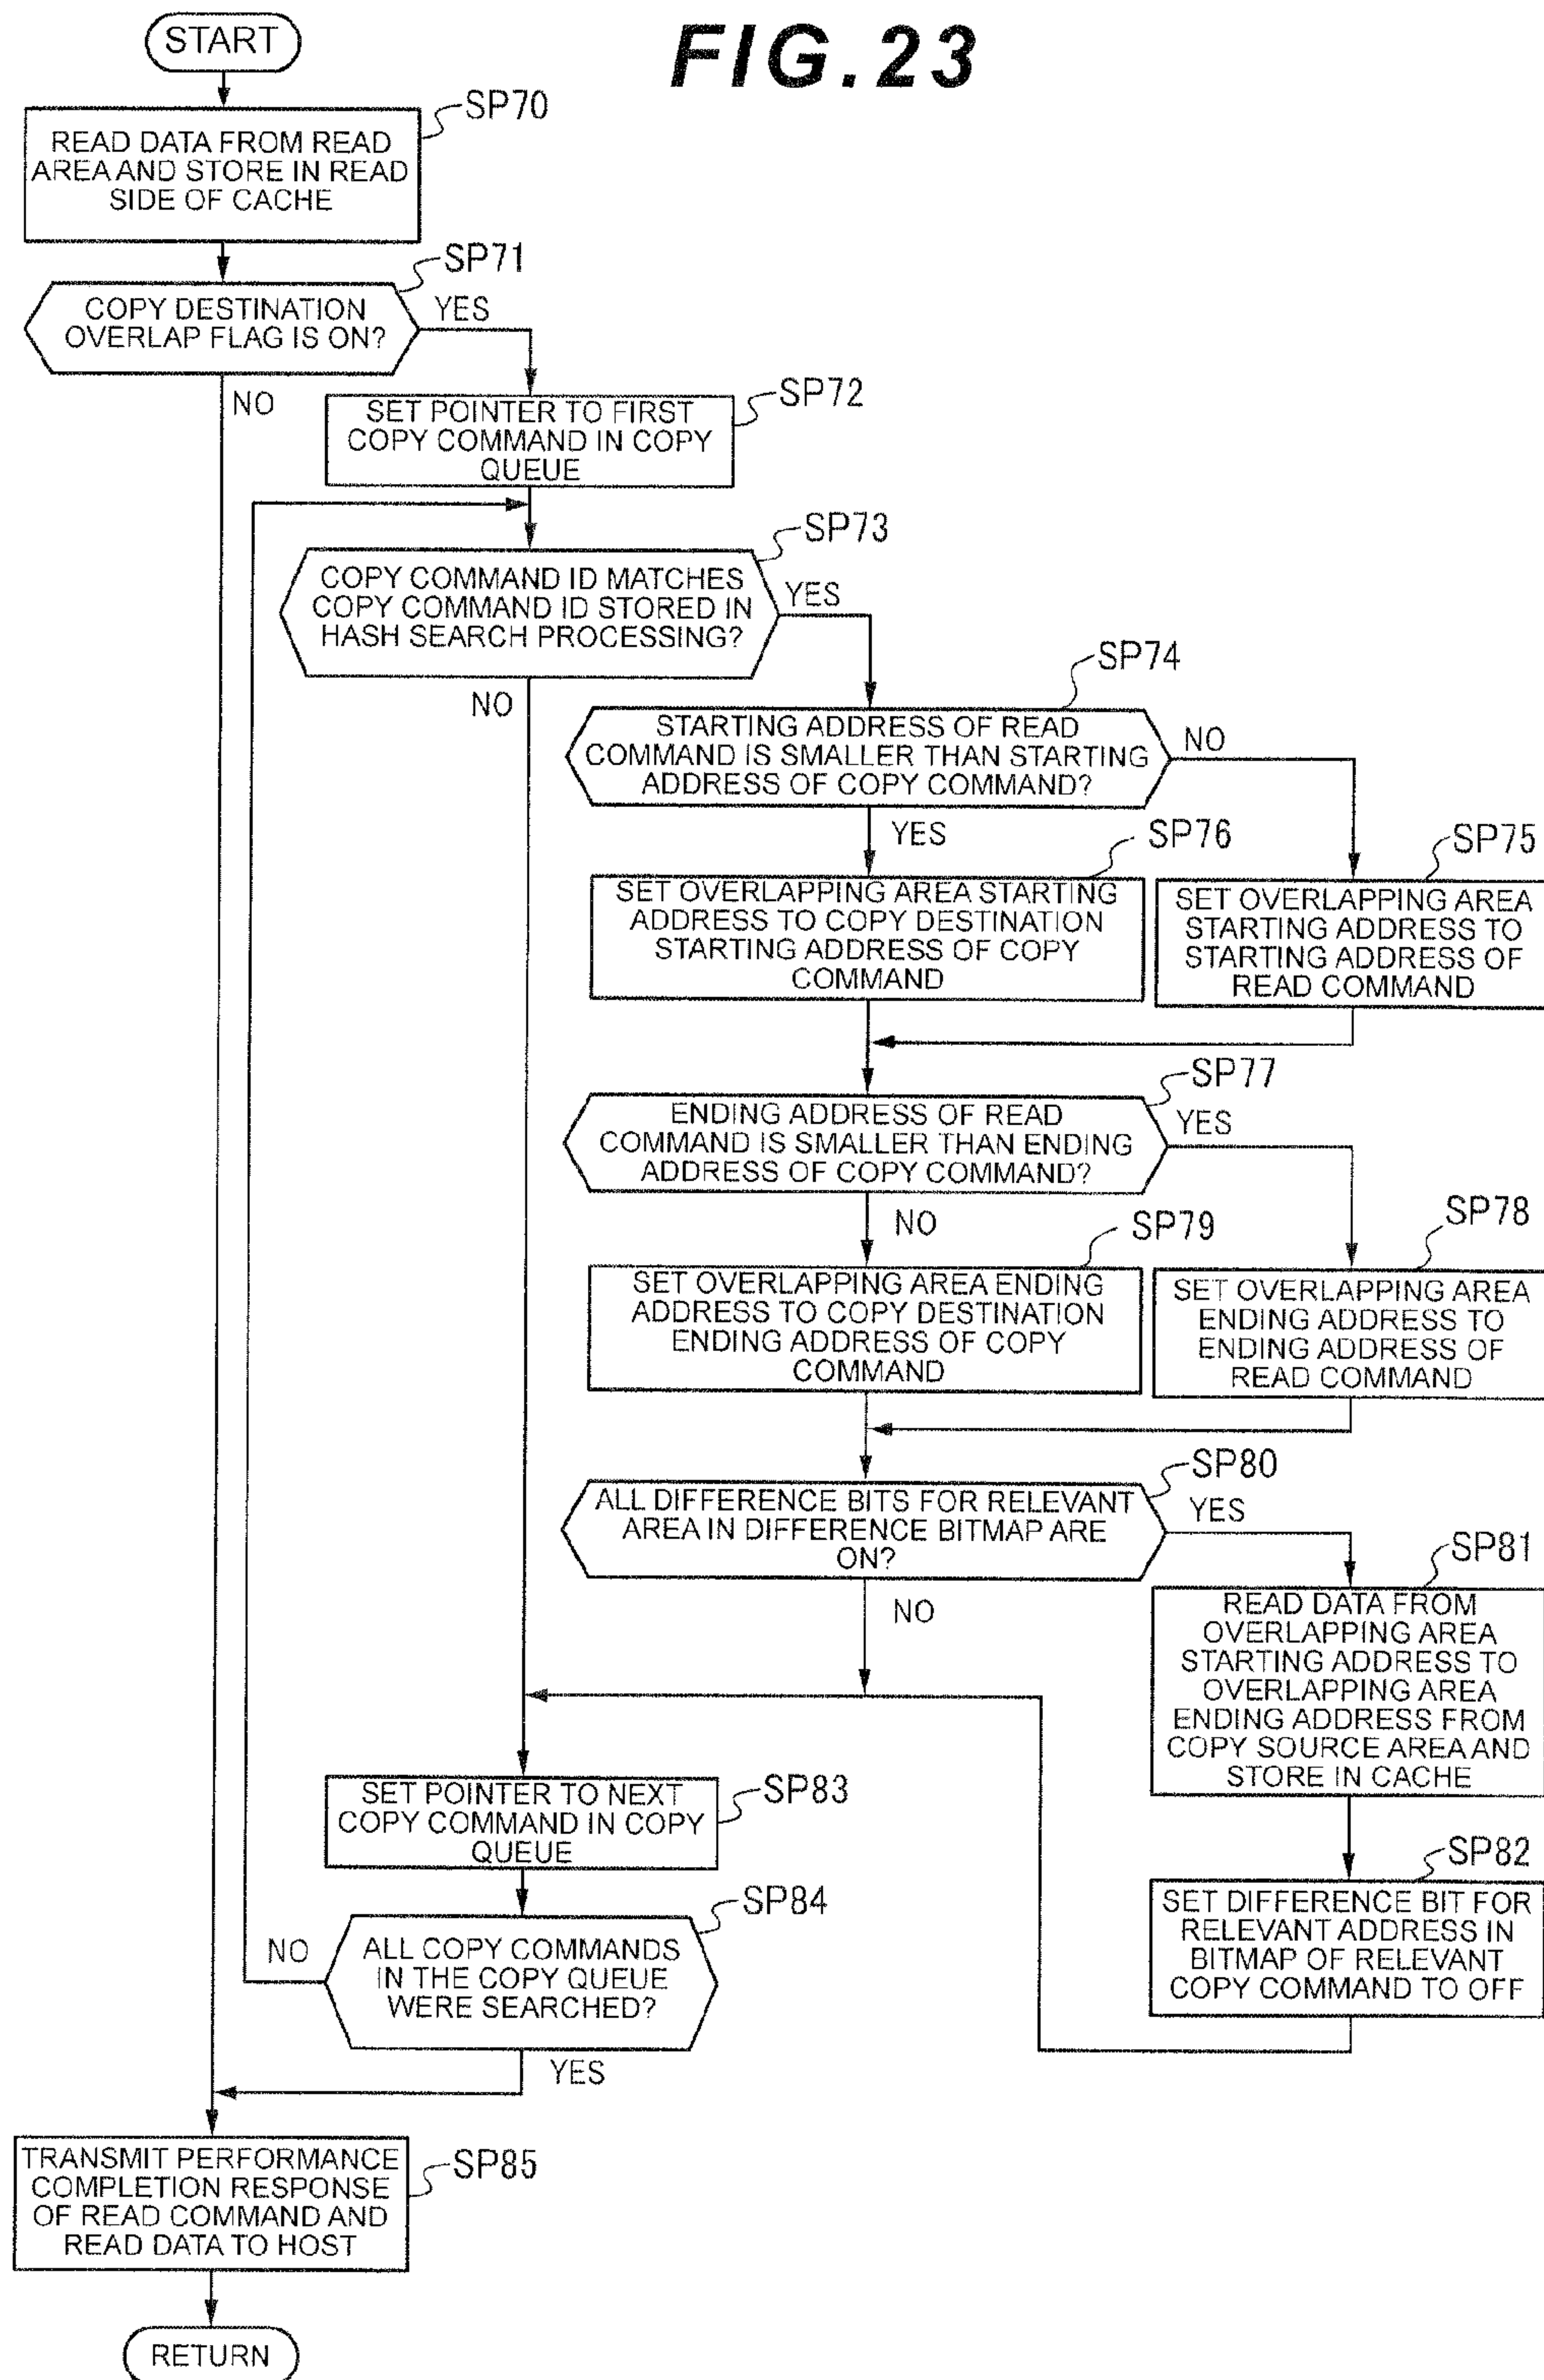 FIG.23
START
SP70
READ DATA FROM READ
AREA AND STORE IN READ
SIDE OF CACHE
SP71
COPY DESTINATION
OVERLAP FLAG IS ON?
YES
NO
SP72
SET POINTER TO FIRST
COPY COMMAND IN COPY
QUEUE
SP73
COPY COMMAND ID MATCHES
COPY COMMAND ID STORED IN
HASH SEARCH PROCESSING?
YES
NO
SP74
STARTING ADDRESS OF READ
COMMAND IS SMALLER THAN STARTING
ADDRESS OF COPY COMMAND?
NO
YES
SP76
SET OVERLAPPING AREA STARTING
ADDRESS TO COPY DESTINATION
STARTING ADDRESS OF COPY
COMMAND
SP75
SET OVERLAPPING AREA
STARTING ADDRESS TO
STARTING ADDRESS OF
READ COMMAND
SP77
ENDING ADDRESS OF READ
COMMAND IS SMALLER THAN ENDING
ADDRESS OF COPY COMMAND?
YES
NO
SP79
SET OVERLAPPING AREA ENDING
ADDRESS TO COPY DESTINATION
ENDING ADDRESS OF COPY
COMMAND
SP78
SET OVERLAPPING AREA
ENDING ADDRESS TO
ENDING ADDRESS OF
READ COMMAND
SP80
ALL DIFFERENCE BITS FOR RELEVANT
AREA IN DIFFERENCE BITMAP ARE
ON?
YES
NO
SP81
READ DATA FROM
OVERLAPPING AREA
STARTING ADDRESS TO
OVERLAPPING AREA
ENDING ADDRESS FROM
COPY SOURCE AREA AND
STORE IN CACHE
SP82
SET DIFFERENCE BIT FOR
RELEVANT ADDRESS IN
BITMAP OF RELEVANT
COPY COMMAND TO OFF
SP83
SET POINTER TO NEXT
COPY COMMAND IN COPY
QUEUE
SP84
ALL COPY COMMANDS
IN THE COPY QUEUE
WERE SEARCHED?
NO
YES
SP85
TRANSMIT PERFORMANCE
COMPLETION RESPONSE
OF READ COMMAND AND
READ DATA TO HOST
RETURN